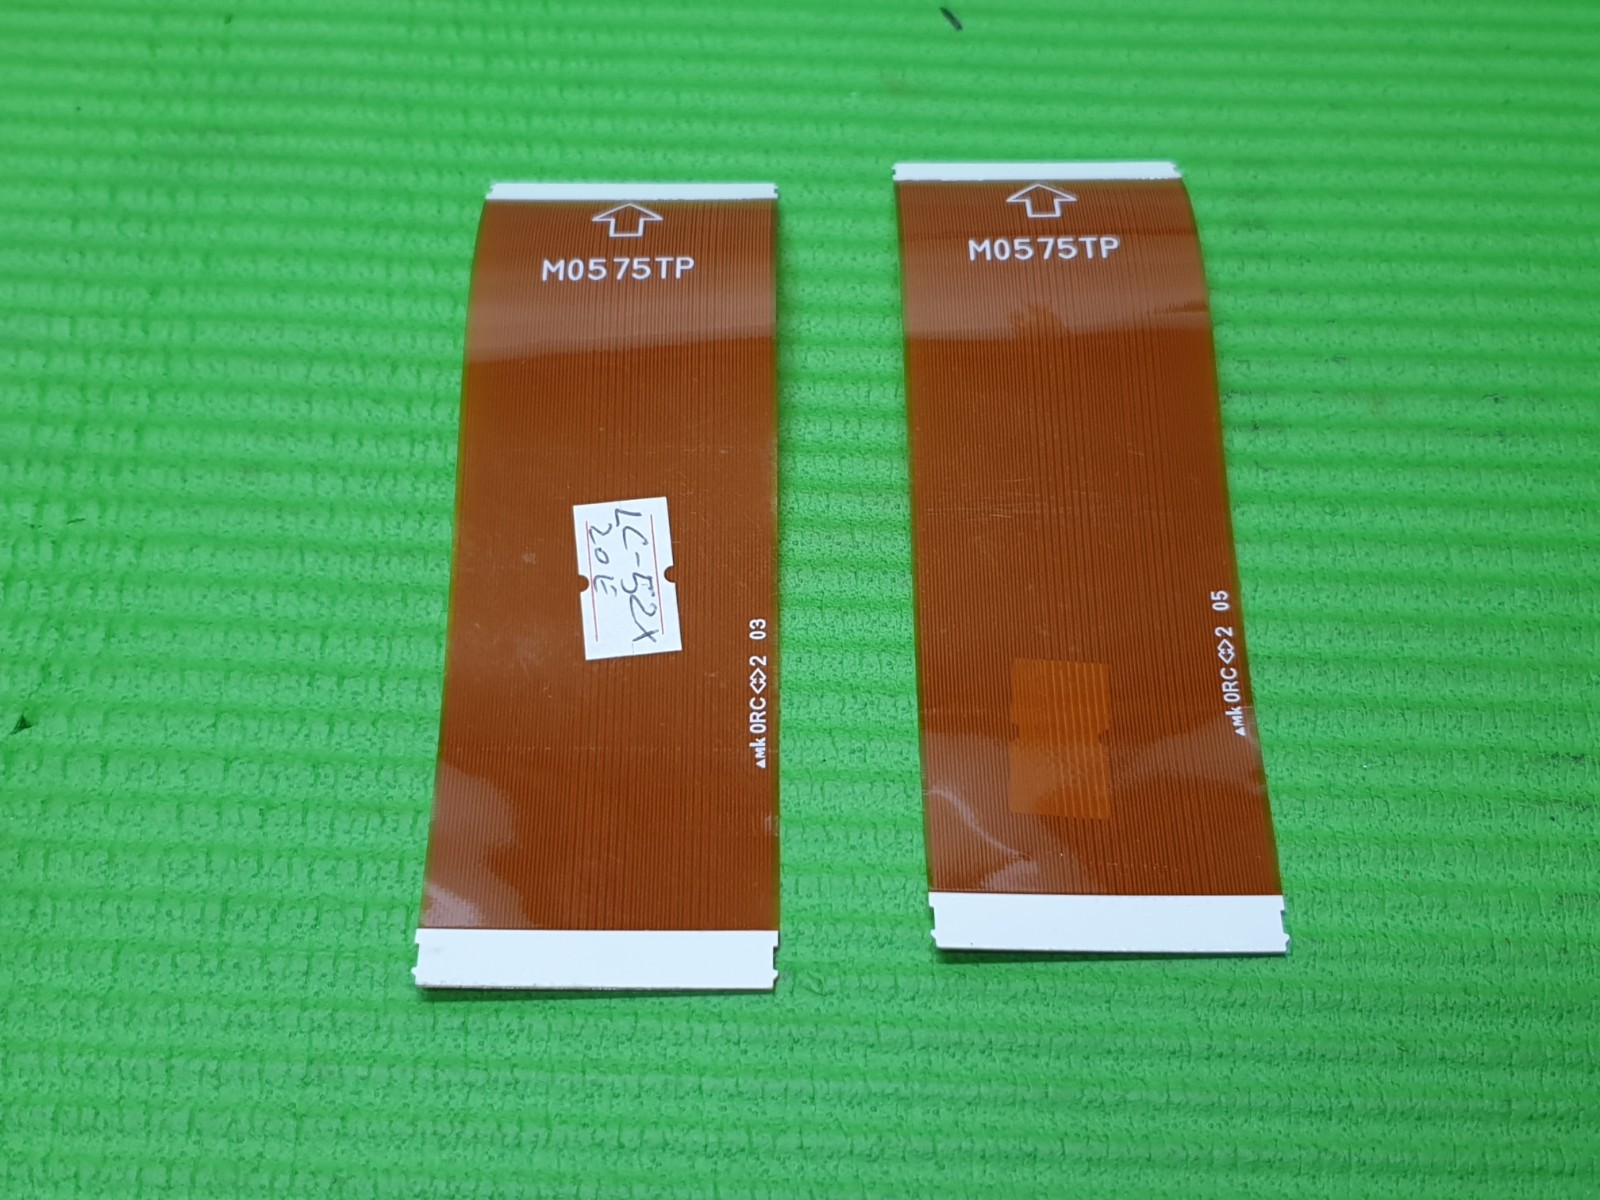 M0575TP
LC-52X
20E
▲MK 0RC<>2 03
M0575TP
▲MK 0RC<>2 05